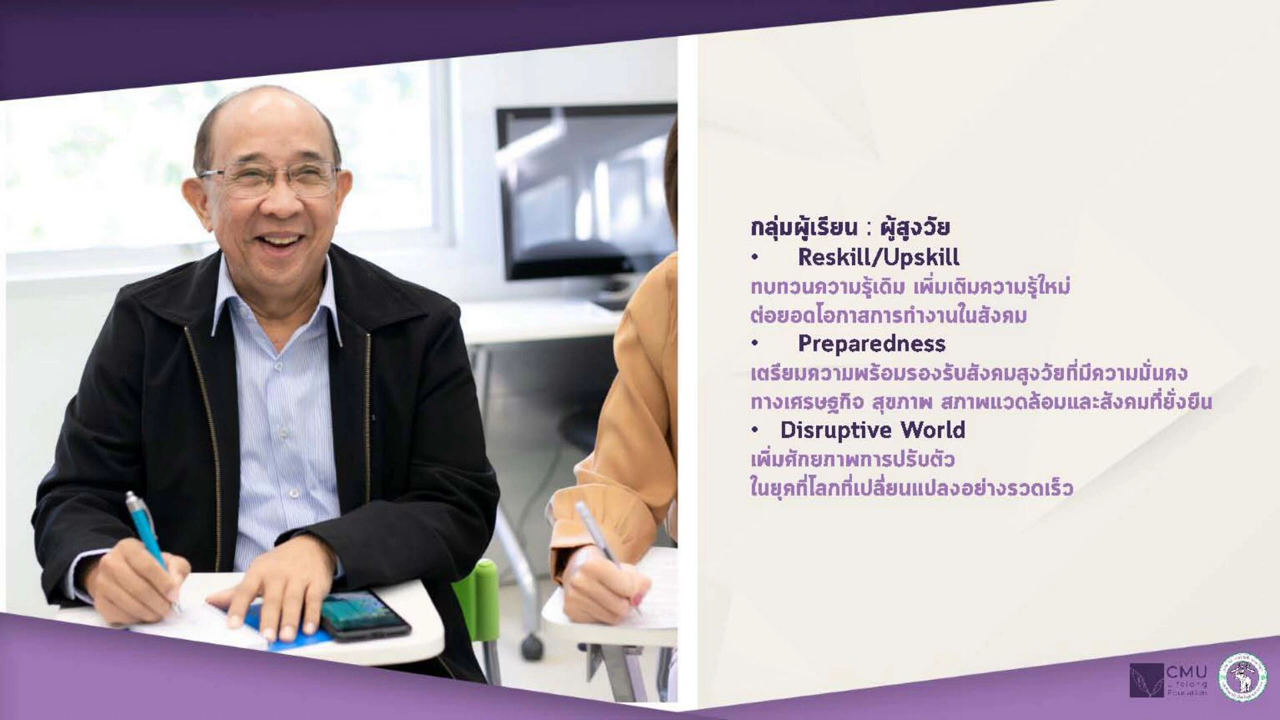 กลุ่มผู้เรียน : ผู้สูงวัย
• Reskill/Upskill
ทบทวนความรู้เดิม เพิ่มเติมความรู้ใหม่
ต่อยอดโอกาสการทำงานในสังคม
• Preparedness
เตรียมความพร้อมรองรับสังคมสูงวัยที่มีความมั่นคง
ทางเศรษฐกิจ สุขภาพ สภาพแวดล้อมและสังคมที่ยั่งยืน
• Disruptive World
เพิ่มศักยภาพการปรับตัว
ในยุคที่โลกที่เปลี่ยนแปลงอย่างรวดเร็ว
CMU
Lifelong
Education